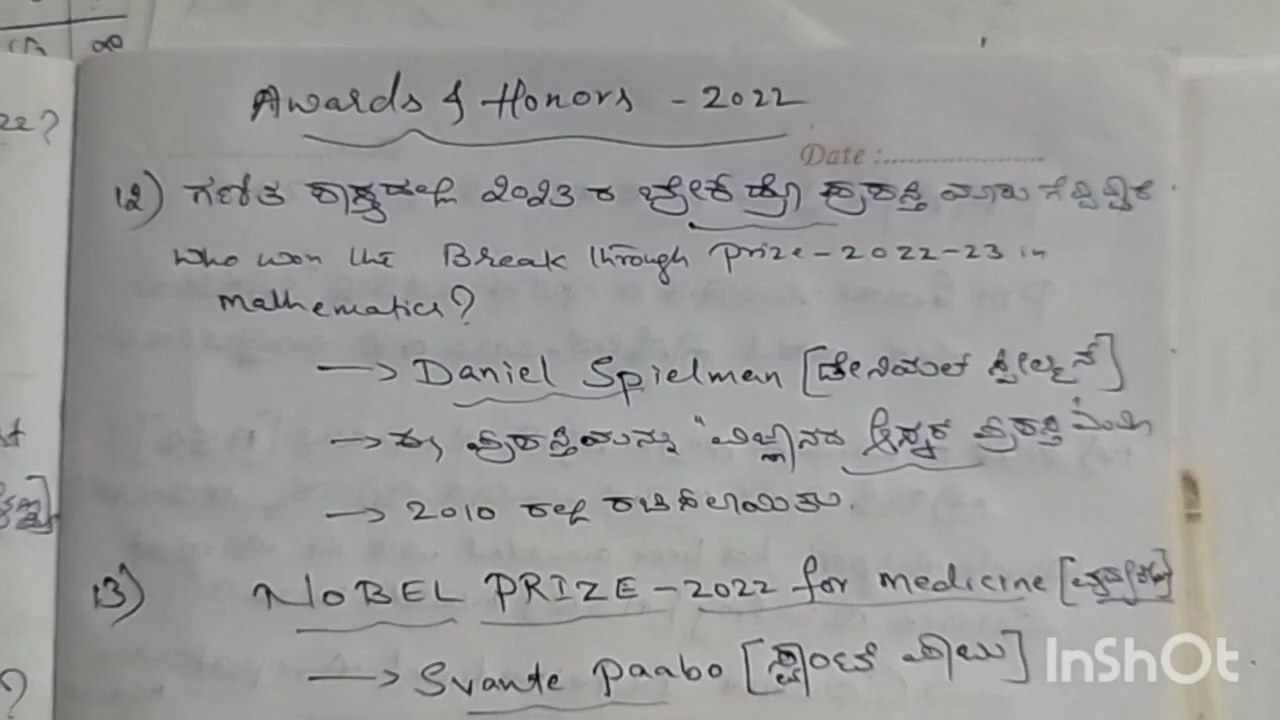 22?
Awards & Honors - 2022
Date :
12) ಗಣಿತ ಶಾಸ್ತ್ರದಲ್ಲಿ 2023 ರ ಬ್ರೇಕ್ ಥ್ರೂ ಪ್ರಶಸ್ತಿ ಯಾರು ಗೆದ್ದಿದ್ದಾರೆ
who won the Break through prize-2022-23 in
mathematics?
→ Daniel Spielman [ಡೇನಿಯಲ್ ಸ್ಪೀಲ್ಮನ್]
→ ಈ ಪ್ರಶಸ್ತಿಯನ್ನು "ವಿಜ್ಞಾನದ ಆಸ್ಕರ್ ಪ್ರಶಸ್ತಿ
→ 2010 ರಲ್ಲಿ
13) NOBEL PRIZE-2022 for medicine
→ Svante paabo [ಸ್ವಾಂಟೆ ಪಾಬು]
?
InShOt